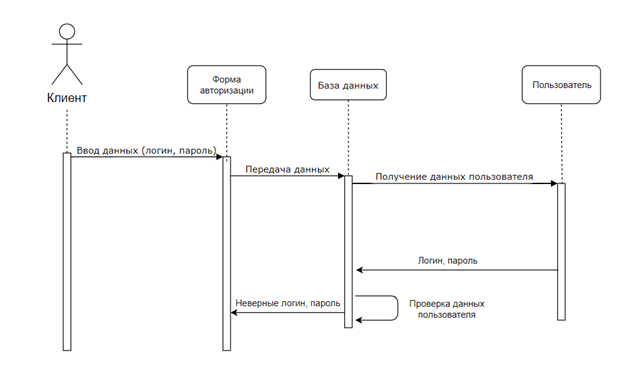 Клиент
Форма
авторизации
База данных
Пользователь
Ввод данных (логин, пароль)
Передача данных
Получение данных пользователя
Логин, пароль
Неверные логин, пароль
Проверка данных
пользователя